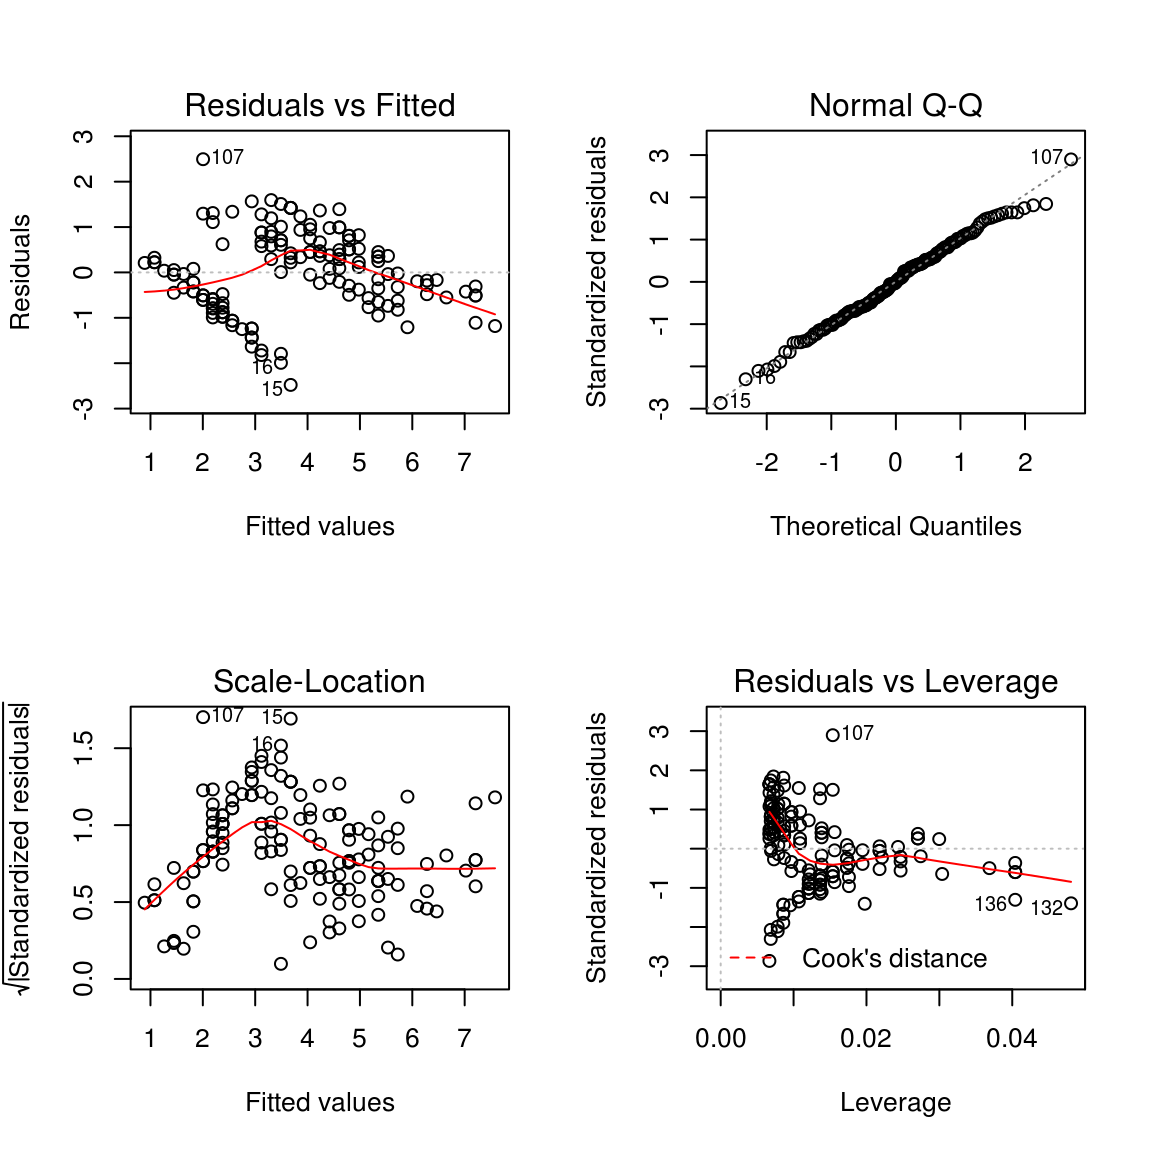 Residuals vs Fitted
Residuals
3
2
1
0
-1
-3
107
16
15
1 2 3 4 5 6 7
Fitted values
Normal Q-Q
Standardized residuals
3
2
1
0
-1
-3
107
16
15
-2 -1 0 1 2
Theoretical Quantiles
Scale-Location
√|Standardized residuals|
1.5
1.0
0.5
0.0
107
15
16
1 2 3 4 5 6 7
Fitted values
Residuals vs Leverage
Standardized residuals
3
2
1
-1
-3
107
136
132
Cook's distance
0.00 0.02 0.04
Leverage